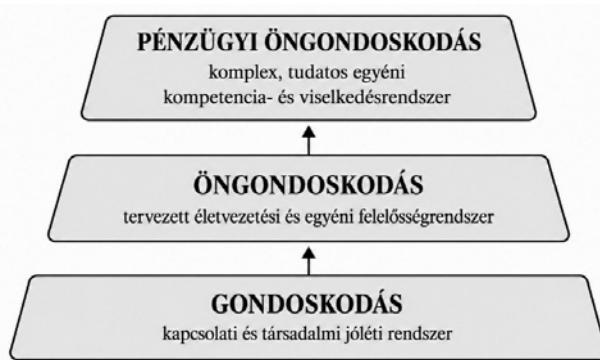 PÉNZÜGYI ÖNGONDOSKODÁS
komplex, tudatos egyéni
kompetencia- és viselkedésrendszer
ÖNGONDOSKODÁS
tervezett életvezetési és egyéni felelősségrendszer
GONDOSKODÁS
kapcsolati és társadalmi jóléti rendszer